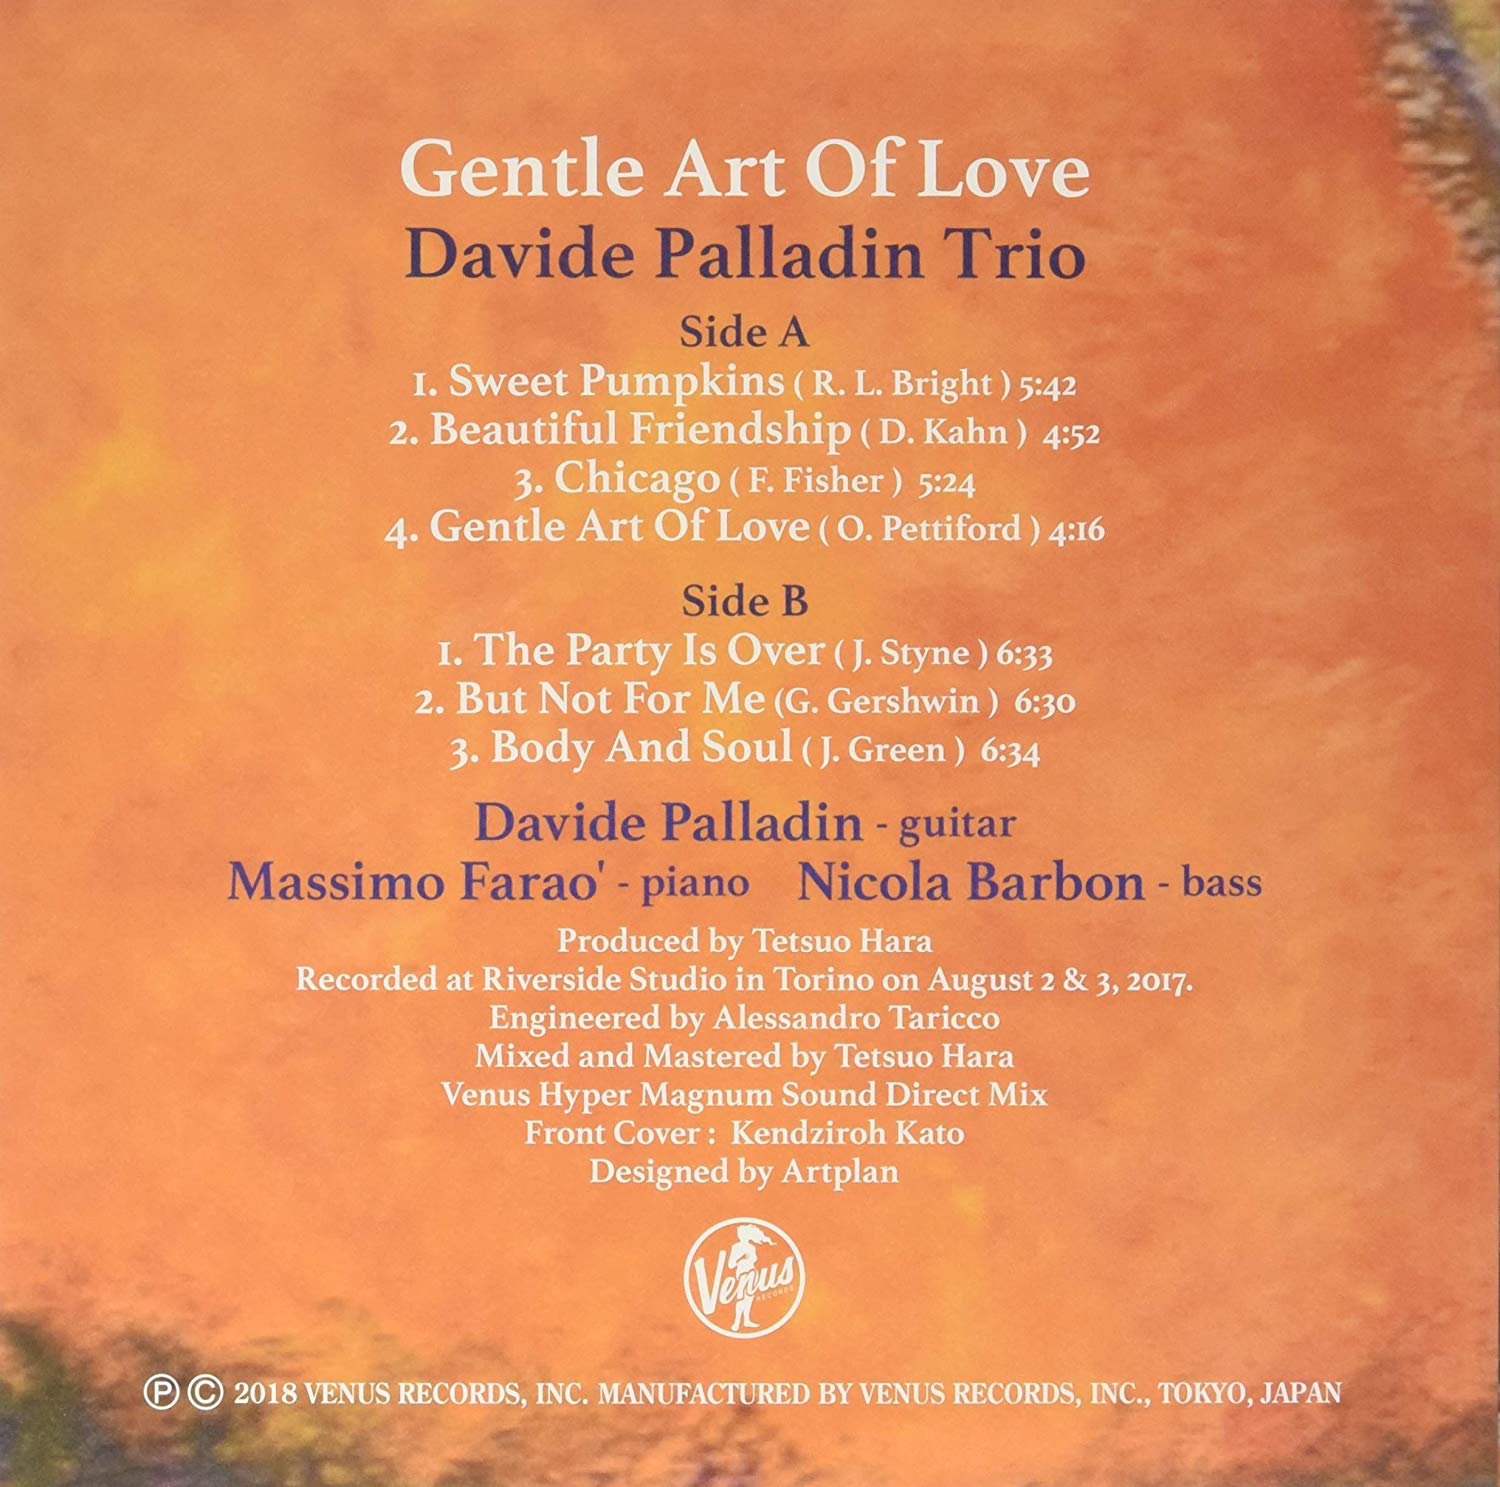 Gentle Art Of Love
Davide Palladin Trio
Side A
1. Sweet Pumpkins ( R. L. Bright ) 5:42
2. Beautiful Friendship ( D. Kahn ) 4:52
3. Chicago ( F. Fisher ) 5:24
4. Gentle Art Of Love ( O. Pettiford ) 4:16
Side B
1. The Party Is Over ( J. Styne ) 6:33
2. But Not For Me (G. Gershwin ) 6:30
3. Body And Soul ( J. Green ) 6:34
Davide Palladin - guitar
Massimo Farao' - piano Nicola Barbon - bass
Produced by Tetsuo Hara
Recorded at Riverside Studio in Torino on August 2 & 3, 2017.
Engineered by Alessandro Taricco
Mixed and Mastered by Tetsuo Hara
Venus Hyper Magnum Sound Direct Mix
Front Cover : Kendziroh Kato
Designed by Artplan
Venus
RECORDS
Ⓟ © 2018 VENUS RECORDS, INC. MANUFACTURED BY VENUS RECORDS, INC., TOKYO, JAPAN